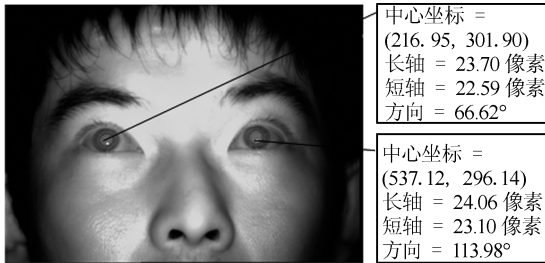 中心坐标 =
(216.95, 301.90)
长轴 = 23.70 像素
短轴 = 22.59 像素
方向 = 66.62°
中心坐标 =
(537.12, 296.14)
长轴 = 24.06 像素
短轴 = 23.10 像素
方向 = 113.98°